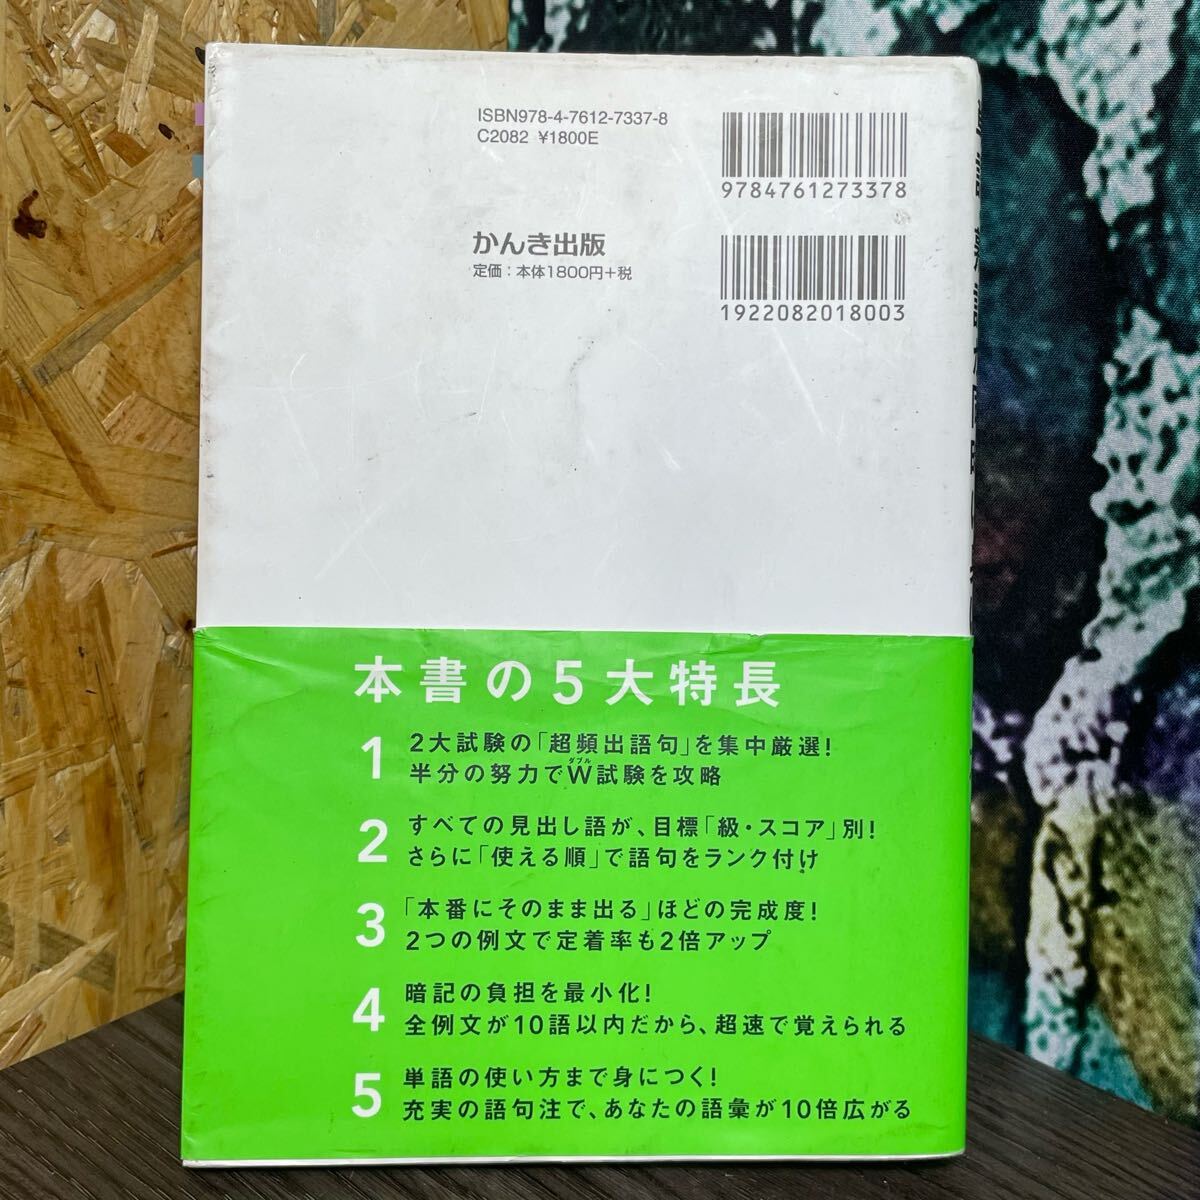 ISBN978-4-7612-7337-8
C2082 ¥1800E
9784761273378
かんき出版
定価：本体1800円+税
1922082018003
本書の5大特長
1 2大試験の「超頻出語句」を集中厳選！
半分の努力でW試験を攻略
ダブル
2 すべての見出し語が、目標「級・スコア」別！
さらに「使える順」で語句をランク付け
3 「本番にそのまま出る」ほどの完成度！
2つの例文で定着率も2倍アップ
4 暗記の負担を最小化！
全例文が10語以内だから、超速で覚えられる
5 単語の使い方まで身につく！
充実の語句注で、あなたの語彙が10倍広がる